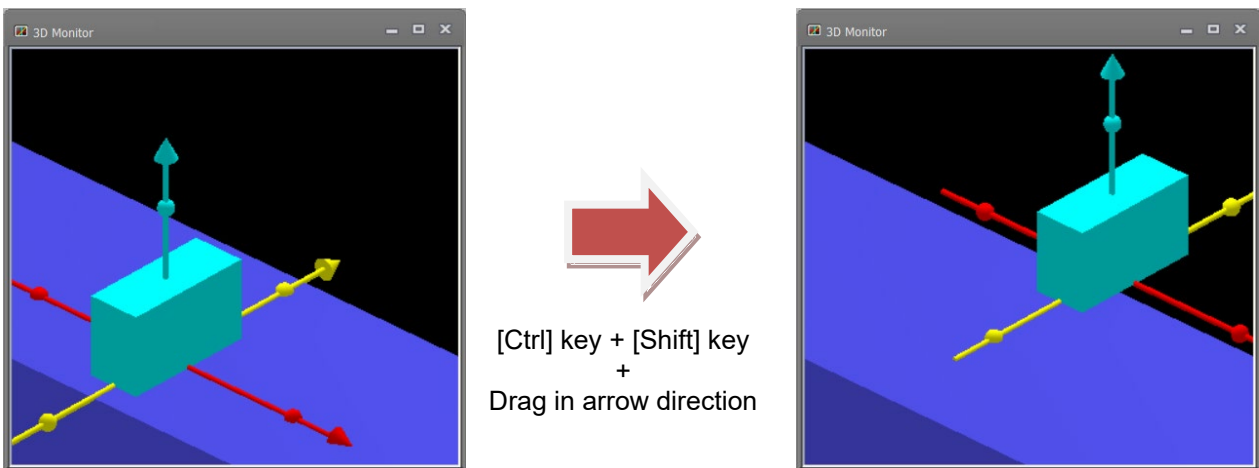 3D Monitor
3D Monitor
[Ctrl] key + [Shift] key
+
Drag in arrow direction